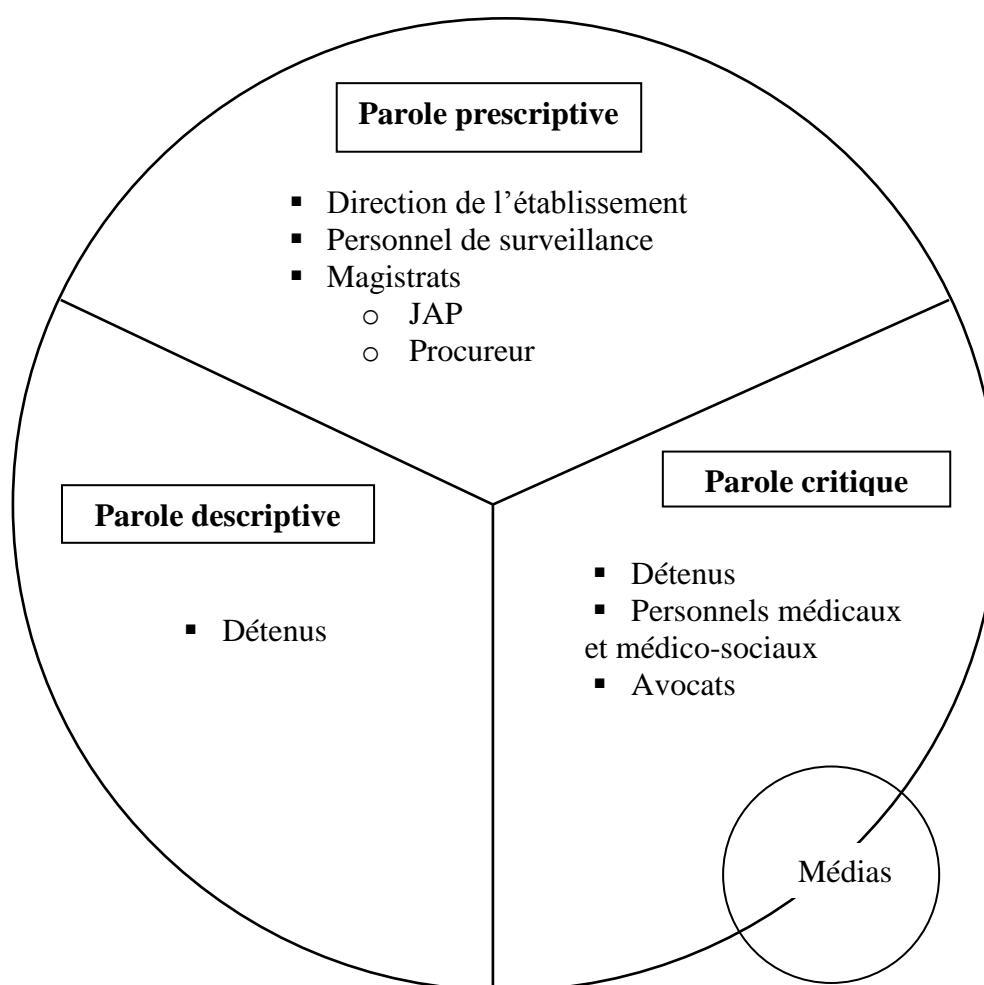 Parole prescriptive
▪ Direction de l’établissement
▪ Personnel de surveillance
▪ Magistrats
o JAP
o Procureur
Parole descriptive
▪ Détenus
Parole critique
▪ Détenus
▪ Personnels médicaux
et médico-sociaux
▪ Avocats
Médias